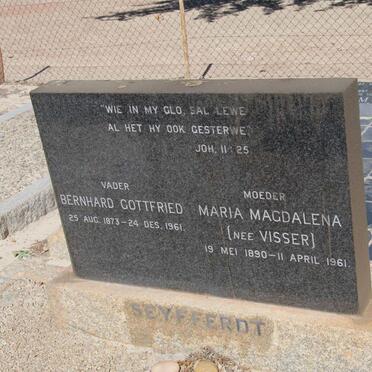 "WIE IN MY GLO, SAL LEWE
AL HET HY OOK GESTERWE,
JOH, 11 : 25
VADER
BERNHARD GOTTFRIED
25 AUG. 1873 – 24 DES. 1961.
MOEDER
MARIA MAGDALENA
(NEE VISSER)
19 MEI 1890 – 11 APRIL 1961.
SEYFFERDT